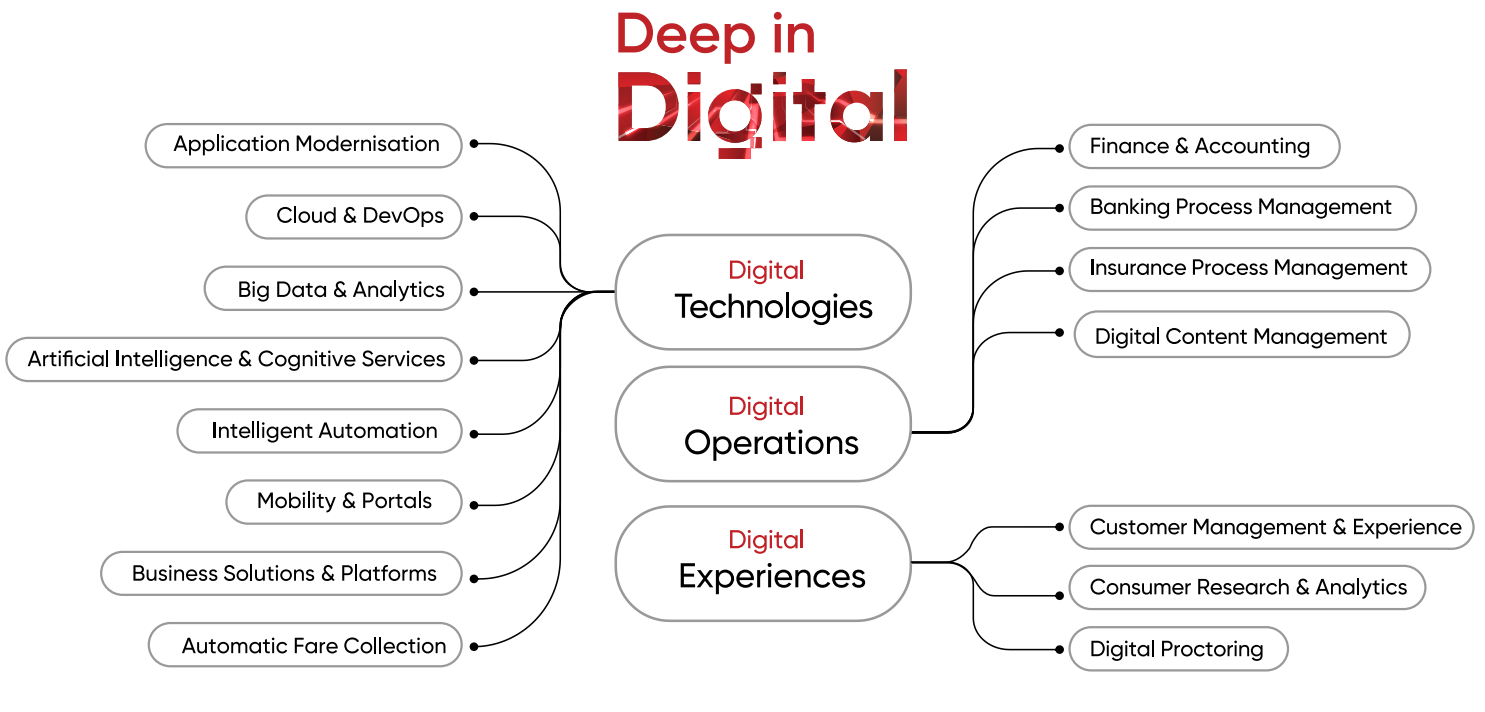 Deep in
Digital
Application Modernisation
Cloud & DevOps
Big Data & Analytics
Artificial Intelligence & Cognitive Services
Intelligent Automation
Mobility & Portals
Business Solutions & Platforms
Automatic Fare Collection
Digital
Technologies
Digital
Operations
Digital
Experiences
Finance & Accounting
Banking Process Management
Insurance Process Management
Digital Content Management
Customer Management & Experience
Consumer Research & Analytics
Digital Proctoring